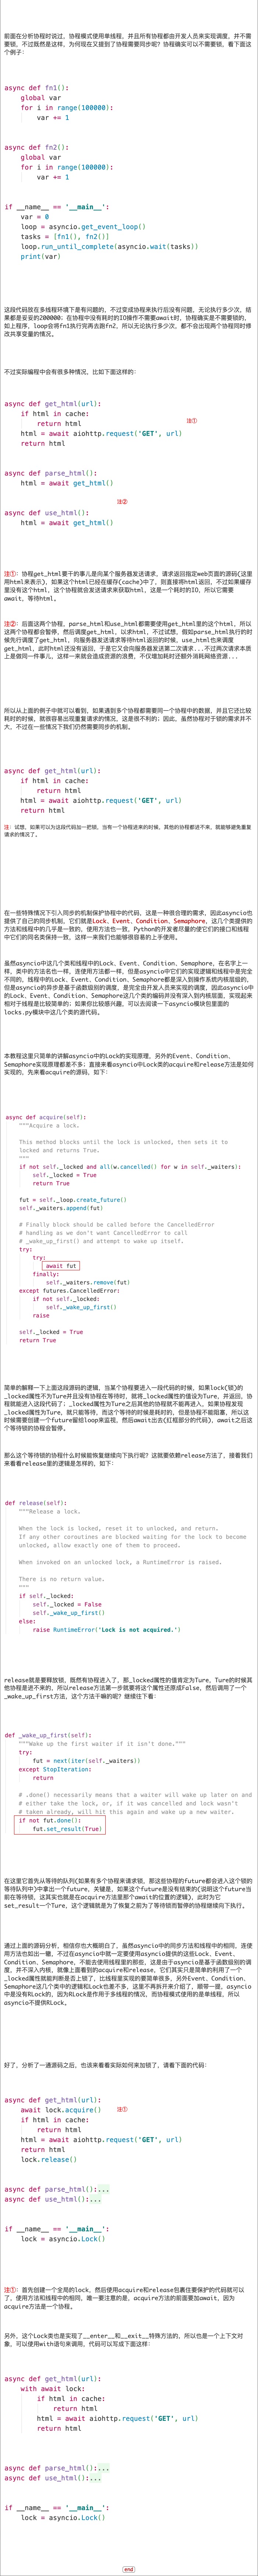 前面在分析协程时说过，协程模式使用单线程，并且所有协程都由开发人员来实现调度，并不需
要锁，不过既然是这样，为何现在又提到了协程需要同步呢？协程确实可以不需要锁，看下面这
个例子：
async def fn1():
global var
for i in range(100000):
var += 1
async def fn2():
global var
for i in range(100000):
var += 1
if __name__ == '__main__':
var = 0
loop = asyncio.get_event_loop()
tasks = [fn1(), fn2()]
loop.run_until_complete(asyncio.wait(tasks))
print(var)
这段代码放在多线程环境下是有问题的，不过变成协程来执行后没有问题，无论执行多少次，结
果都是妥妥的200000；在协程中没有耗时的IO操作不需要await时，协程确实是不需要锁的，
如上程序，loop会将fn1执行完再去跑fn2，所以无论执行多少次，都不会出现两个协程同时修
改共享变量的情况。
不过实际编程中会有很多种情况，比如下面这样的：
async def get_html(url):
if html in cache:
return html 注①
html = await aiohttp.request('GET', url)
return html
async def parse_html():
html = await get_html()
注②
async def use_html():
html = await get_html()
注①：协程get_html要干的事儿是向某个服务器发送请求，请求返回指定web页面的源码(这里
用html来表示)，如果这个html已经在缓存(cache)中了，则直接将html返回，不过如果缓存
里没有这个html，这个协程就会发送请求来获取html，这是一个耗时的IO，所以它需要
await，等待html。
注②：后面这两个协程，parse_html和use_html都需要使用get_html里的这个html，所以
这两个协程都会暂停，然后调度get_html，以求html，不过试想，假如parse_html执行的时
候先行调度了get_html，向服务器发送请求等待html返回的时候，use_html也来调度
get_html，此时html还没有返回，于是它又会向服务器发送第二次请求...不过两次请求本质
上是做同一件事儿，这样一来就会造成资源的浪费，不仅增加耗时还额外消耗网络资源...
所以从上面的例子中就可以看到，如果遇到多个协程都需要同一个协程中的数据，并且它还比较
耗时的时候，就很容易出现重复请求的情况，这是很不利的；因此，虽然协程对于锁的需求并不
大，不过在一些情况下我们仍然需要同步的机制。
async def get_html(url):
if html in cache:
return html
html = await aiohttp.request('GET', url)
return html
注：试想，如果可以为这段代码加一把锁，当有一个协程进来的时候，其他的协程都进不来，就能够避免重复
请求的情况了。
在一些特殊情况下引入同步的机制保护协程中的代码，这是一种很合理的需求，因此asyncio也
提供了自己的同步机制，它们就是Lock、Event、Condition、Semaphore，这几个类提供的
方法和线程中的几乎是一致的，使用方法也一致，Python的开发者尽量的使它们的接口和线程
中它们的同名类保持一致，这样一来我们也能够很容易的上手使用。
虽然asyncio中这几个类和线程中的Lock、Event、Condition、Semophore，在名字上一
样，类中的方法名也一样，连使用方法都一样，但是asyncio中它们的实现逻辑和线程中是完全
不同的，线程中的Lock、Event、Condition、Semophore都是深入到操作系统的内核层级的，
但是asyncio的异步是基于函数级别的调度，是完全由开发人员来实现的调度，因此asyncio中
的Lock、Event、Condition、Semaphore这几个类的编码并没有深入到内核层面，实现起来
相对于线程是比较简单的；如果你比较感兴趣，可以去阅读一下asyncio模块包里面的
locks.py模块中这几个类的源代码。
本教程这里只简单的讲解asyncio中的Lock的实现原理，另外的Event、Condition、
Semaphore实现原理都差不多；直接来看asyncio中Lock类的acquire和release方法是如何
实现的，先来看acquire的源码，如下：
async def acquire(self):
"""Acquire a lock.
This method blocks until the lock is unlocked, then sets it to
locked and returns True.
"""
if not self._locked and all(w.cancelled() for w in self._waiters):
self._locked = True
return True
fut = self._loop.create_future()
self._waiters.append(fut)
# Finally block should be called before the CancelledError
# handling as we don't want CancelledError to call
# _wake_up_first() and attempt to wake up itself.
try:
try:
await fut
finally:
self._waiters.remove(fut)
except futures.CancelledError:
if not self._locked:
self._wake_up_first()
raise
self._locked = True
return True
简单的解释一下上面这段源码的逻辑，当某个协程要进入一段代码的时候，如果lock(锁)的
_locked属性不为Ture并且没有协程在等待时，就将_locked属性的值设为Ture，并返回，协
程就能进入这段代码了；_locked属性为Ture之后其他的协程就不能再进入，如果协程发现
_locked属性为Ture，就只能等待，而这个等待的时候是耗时的，但是协待不能阻塞，所以这
时候需要创建一个future留给loop来监视，然后await出去(红框部分的代码)，await之后这
个等待锁的协程会暂停。
那么这个等待锁的协程什么时候能恢复继续向下执行呢？这就要依赖release方法了，接着我们
来看看release里的逻辑是怎样的，如下：
def release(self):
"""Release a lock.
When the lock is locked, reset it to unlocked, and return.
If any other coroutines are blocked waiting for the lock to become
unlocked, allow exactly one of them to proceed.
When invoked on an unlocked lock, a RuntimeError is raised.
There is no return value.
"""
if self._locked:
self._locked = False
self._wake_up_first()
else:
raise RuntimeError('Lock is not acquired.')
release就是要释放锁，既然有协程进入了，那_locked属性的值肯定为Ture，Ture的时候其
他协程是进不来的，所以release方法第一步就要将这个属性还原成False，然后调用了一个
_wake_up_first方法，这个方法干嘛的呢？继续往下看：
def _wake_up_first(self):
"""Wake up the first waiter if it isn't done."""
try:
fut = next(iter(self._waiters))
except StopIteration:
return
# .done() necessarily means that a waiter will wake up later on and
# either take the lock, or, if it was cancelled and lock wasn't
# taken already, will hit this again and wake up a new waiter.
if not fut.done():
fut.set_result(True)
在这里它首先从等待的队列(如果有多个协程来请求锁，那这些协程的future都会进入这个锁的
等待队列中)中拿出一个future，关键是，如果这个future是没有结束的(说明这个future当
前在等待锁，这其实也就是在acquire方法里那个await的位置的逻辑)，此时为它
set_result一个Ture，这个逻辑就是为了恢复之前为了等待锁而暂停的协程继续向下执行。
通过上面的源码分析，相信你也大概明白了，虽然asyncio中的同步方法和线程中的相同，连使
用方法也如出一辙，不过在asyncio中就一定要使用asyncio提供的这些Lock、Event、
Condition、Semaphore，不能去使用线程里的那些，这是由于asyncio是基于函数级别的调
度，并不深入内核，就像上面看到的acquire和release，它们其实只是简单的利用了一个
_locked属性就能判断是否上锁了，比线程里实现的要简单很多，另外Event、Condition、
Semaphore这几个类中的逻辑和Lock也差不多，这里不再拆开来介绍了，顺带一提，asyncio
中是没有RLock的，因为RLock是作用于多线程的情况，而协程模式使用的是单线程，所以
asyncio不提供RLock。
好了，分析了一通源码之后，也该来看看实际如何来加锁了，请看下面的代码：
async def get_html(url):
await lock.acquire() 注①
if html in cache:
return html
html = await aiohttp.request('GET', url)
return html
lock.release()
async def parse_html():...
async def use_html():...
if __name__ == '__main__':
lock = asyncio.Lock()
注①：首先创建一个全局的lock，然后使用acquire和release包裹住要保护的代码就可以
了，使用方法和线程中的相同，唯一要注意的是，acquire方法的前面要加await，因为
acquire方法是一个协程。
另外，这个Lock类也是实现了__enter__和__exit__特殊方法的，所以也是一个上下文对
象，可以使用with语句来调用，代码可以写成下面这样：
async def get_html(url):
with await lock:
if html in cache:
return html
html = await aiohttp.request('GET', url)
return html
async def parse_html():...
async def use_html():...
if __name__ == '__main__':
lock = asyncio.Lock()
end